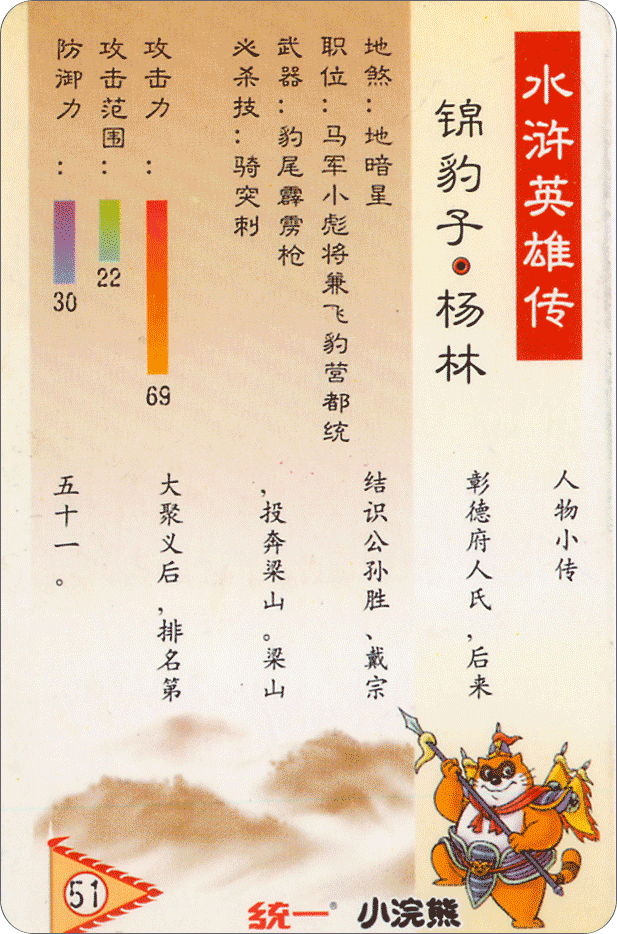 水浒英雄传
锦豹子·杨林
地煞：地暗星
职位：马军小彪将兼飞豹营都统
武器：豹尾霹雳枪
必杀技：骑突刺
攻击力：
69
攻击范围：
22
防御力：
30
人物小传
彰德府人氏,后来
结识公孙胜、戴宗
,投奔梁山。梁山
大聚义后,排名第
五十一。
51
统一® 小浣熊